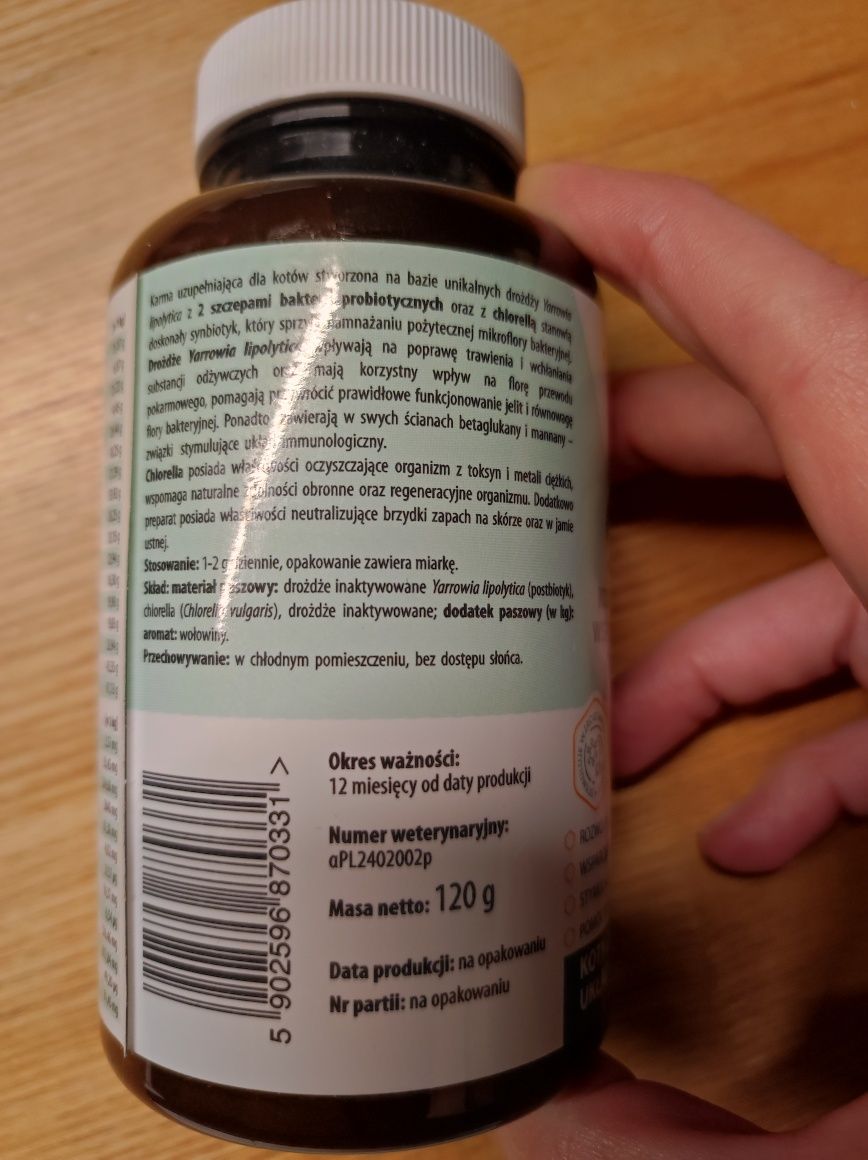 Karma uzupełniająca dla kotów stworzona na bazie unikalnych drożdży Yarrowia
lipolytica z 2 szczepami bakterii probiotycznych oraz z chlorellą stanowią
doskonały synbiotyk, który sprzyja namnażaniu pożytecznej mikroflory bakteryjnej.
Drożdże Yarrowia lipolytica wpływają na poprawę trawienia i wchłaniania
substancji odżywczych oraz mają korzystny wpływ na florę przewodu
pokarmowego, pomagają przywrócić prawidłowe funkcjonowanie jelit i równowagę
flory bakteryjnej. Ponadto zawierają w swych ścianach betaglukany i mannany –
związki stymulujące układ immunologiczny.
Chlorella posiada właściwości oczyszczające organizm z toksyn i metali ciężkich,
wspomaga naturalne zdolności obronne oraz regeneracyjne organizmu. Dodatkowo
preparat posiada właściwości neutralizujące brzydki zapach na skórze oraz w jamie
ustnej.
Stosowanie: 1-2 g dziennie, opakowanie zawiera miarkę.
Skład: materiał paszowy: drożdże inaktywowane Yarrowia lipolytica (postbiotyk),
chlorella (Chlorella vulgaris), drożdże inaktywowane; dodatek paszowy (w kg):
aromat: wołowiny.
Przechowywanie: w chłodnym pomieszczeniu, bez dostępu słońca.
Okres ważności:
12 miesięcy od daty produkcji
Numer weterynaryjny:
αPL2402002p
Masa netto: 120 g
Data produkcji: na opakowaniu
Nr partii: na opakowaniu
5 902596 870331 >